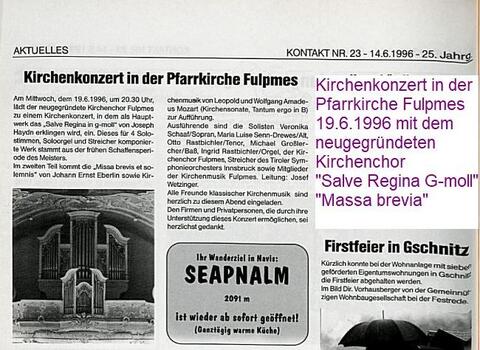 AKTUELLES
KONTAKT NR. 23 - 14.6.1996 - 25. Jahrg.
Kirchenkonzert in der Pfarrkirche Fulpmes
Am Mittwoch, dem 19.6.1996, um 20.30 Uhr,
lädt der neugegründete Kirchenchor Fulpmes
zu einem Kirchenkonzert, in dem als Haupt-
werk das „Salve Regina in g-moll" von Joseph
Haydn erklingen wird, ein. Dieses für 4 Solo-
stimmen, Soloorgel und Streicher komponier-
te Werk stammt aus der frühen Schaffensperio-
de des Meisters.
Im zweiten Teil kommt die „Missa brevis et so-
lemnis" von Johann Ernst Eberlin sowie Kir-
chenmusik von Leopold und Wolfgang Amade-
us Mozart (Kirchensonate, Tantum ergo in B)
zur Aufführung.
Ausführende sind die Solisten Veronika
Schaaf/Sopran, Maria Luise Senn-Drewes/Alt,
Otto Rastbichler/Tenor, Michael Großler-
cher/Baß, Ingrid Rastbichler/Orgel, der Kir-
chenchor Fulpmes, Streicher des Tiroler Sym-
phonieorchesters Innsbruck sowie Mitglieder
der Kirchenmusik Fulpmes. Leitung: Josef
Wetzinger.
Alle Freunde klassischer Kirchenmusik sind
herzlich zu diesem Abend eingeladen.
Den Firmen und Privatpersonen, die durch ihre
Unterstützung dieses Konzert ermöglichen, sei
herzlichst gedankt.
Ihr Wanderziel in Navis:
SEAPNALM
2091 m
ist wieder ab sofort geöffnet!
(Ganztägig warme Küche)
Kirchenkonzert in der
Pfarrkirche Fulpmes
19.6.1996 mit dem
neugegründeten
Kirchenchor
"Salve Regina G-moll"
"Massa brevia"
Firstfeier in Gschnitz
Kürzlich konnte bei der Wohnanlage mit sieben
geförderten Eigentumswohnungen in Gschnitz
die Firstfeier abgehalten werden.
Im Bild Dir. Vorhausberger von der Gemeinnüt-
zigen Wohnbaugesellschaft bei der Festrede.